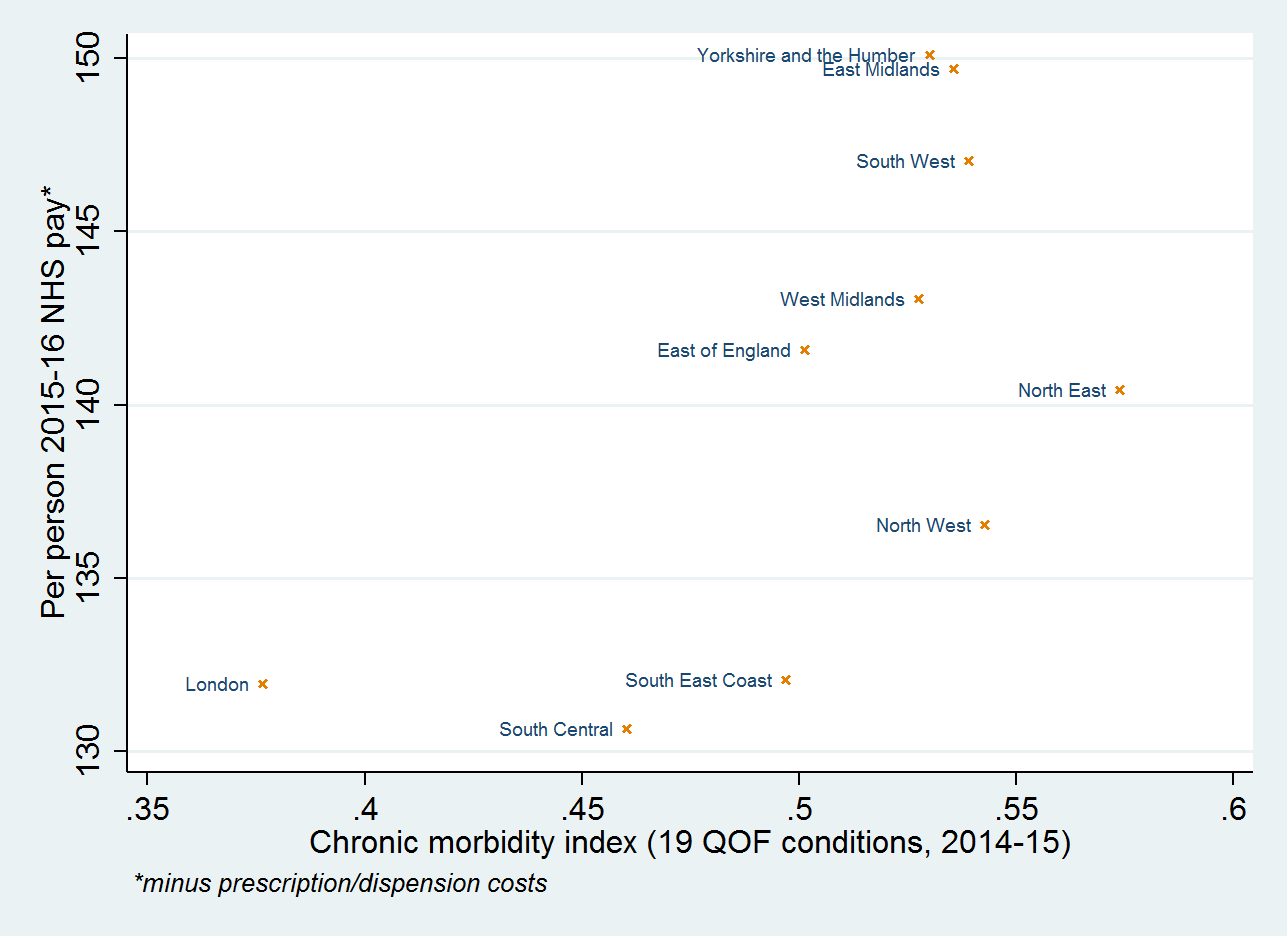 Per person 2015-16 NHS pay*
150
145
140
135
130
Yorkshire and the Humber
East Midlands
South West
West Midlands
East of England
North East
North West
South East Coast
London
South Central
.35 .4 .45 .5 .55 .6
Chronic morbidity index (19 QOF conditions, 2014-15)
*minus prescription/dispension costs